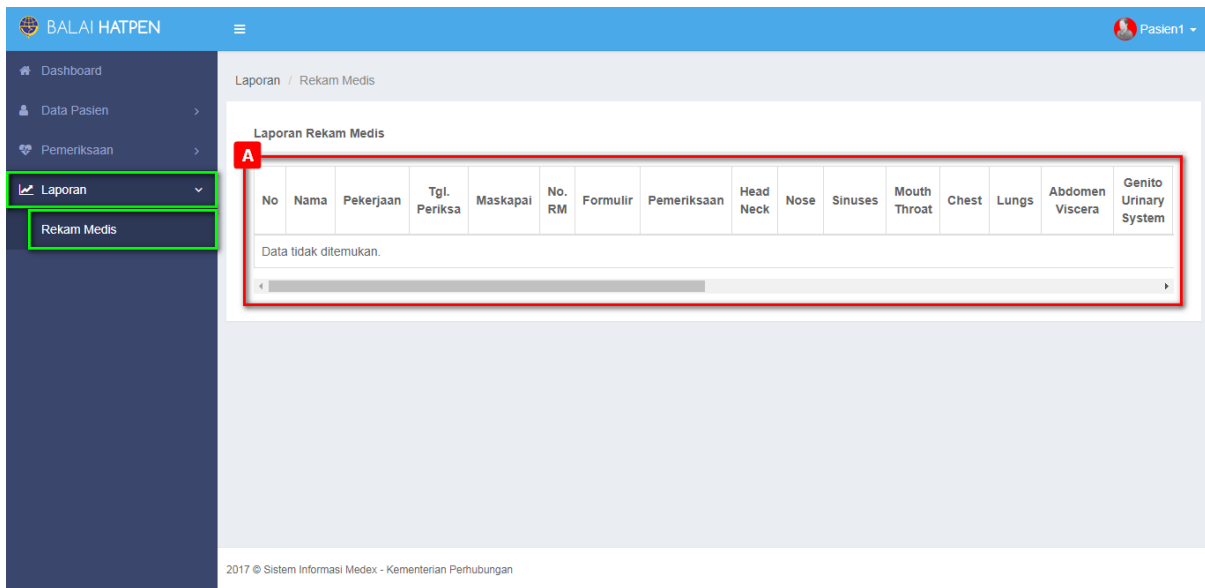 BALAI HATPEN
Pasien1
Dashboard
Data Pasien
Pemeriksaan
Laporan
Rekam Medis
Laporan / Rekam Medis
Laporan Rekam Medis
A
No
Nama
Pekerjaan
Tgl.
Periksa
Maskapai
No.
RM
Formulir
Pemeriksaan
Head
Neck
Nose
Sinuses
Mouth
Throat
Chest
Lungs
Abdomen
Viscera
Genito
Urinary
System
Data tidak ditemukan.
2017 © Sistem Informasi Medex - Kementerian Perhubungan